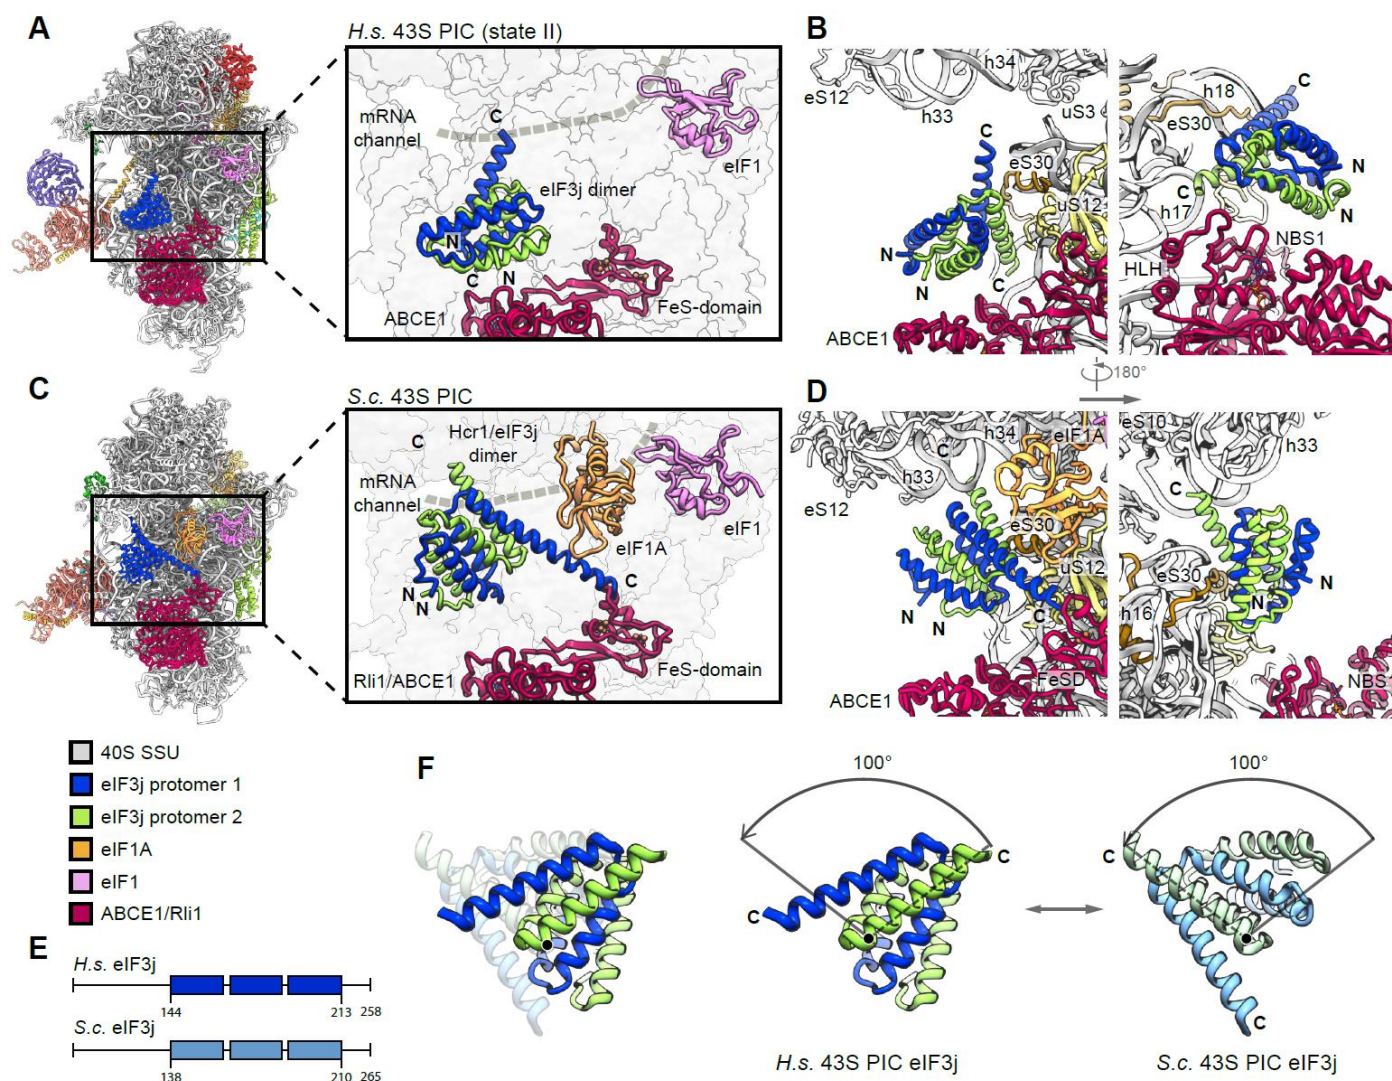 A
H.s. 43S PIC (state II)
mRNA
channel
C
eIF1
eIF3j dimer
N
C
N
ABCE1
FeS-domain
B
eS12
h34
h33
uS3
C
eS30
uS12
N
N
C
ABCE1
C
h18
eS30
N
C
N
h17
NBS1
HLH
180°
C
S.c. 43S PIC
C
Hcr1/eIF3j
dimer
mRNA
channel
eIF1A
eIF1
C
N
N
Rli1/ABCE1
FeS-domain
D
h34
eIF1A
C
h33
eS12
eS30
uS12
N
N
C
FeSD
ABCE1
eS10
h33
C
eS30
N
N
h16
NBS1
40S SSU
eIF3j protomer 1
eIF3j protomer 2
eIF1A
eIF1
ABCE1/Rli1
E
H.s. eIF3j
144
213
258
S.c. eIF3j
138
210
265
F
100°
C
C
H.s. 43S PIC eIF3j
100°
C
C
S.c. 43S PIC eIF3j